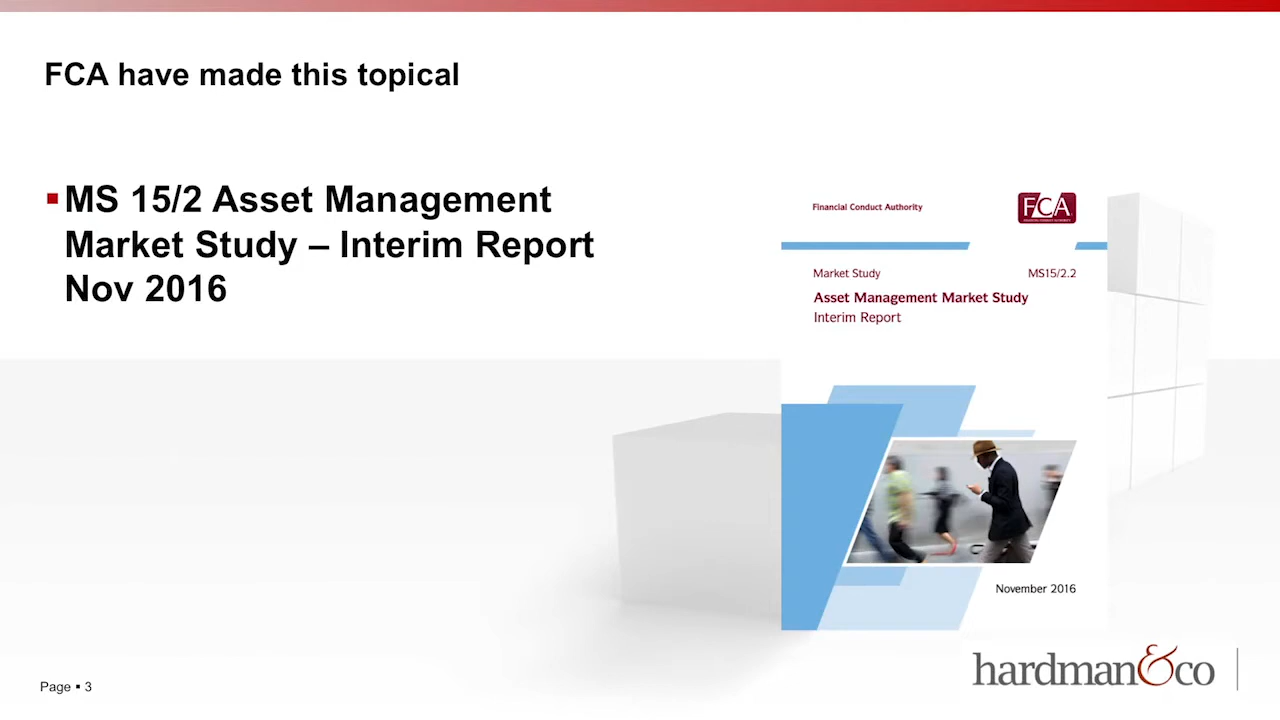 FCA have made this topical
▪MS 15/2 Asset Management
Market Study – Interim Report
Nov 2016
Financial Conduct Authority
FCA
Market Study
MS15/2.2
Asset Management Market Study
Interim Report
November 2016
hardman&co
Page ▪ 3